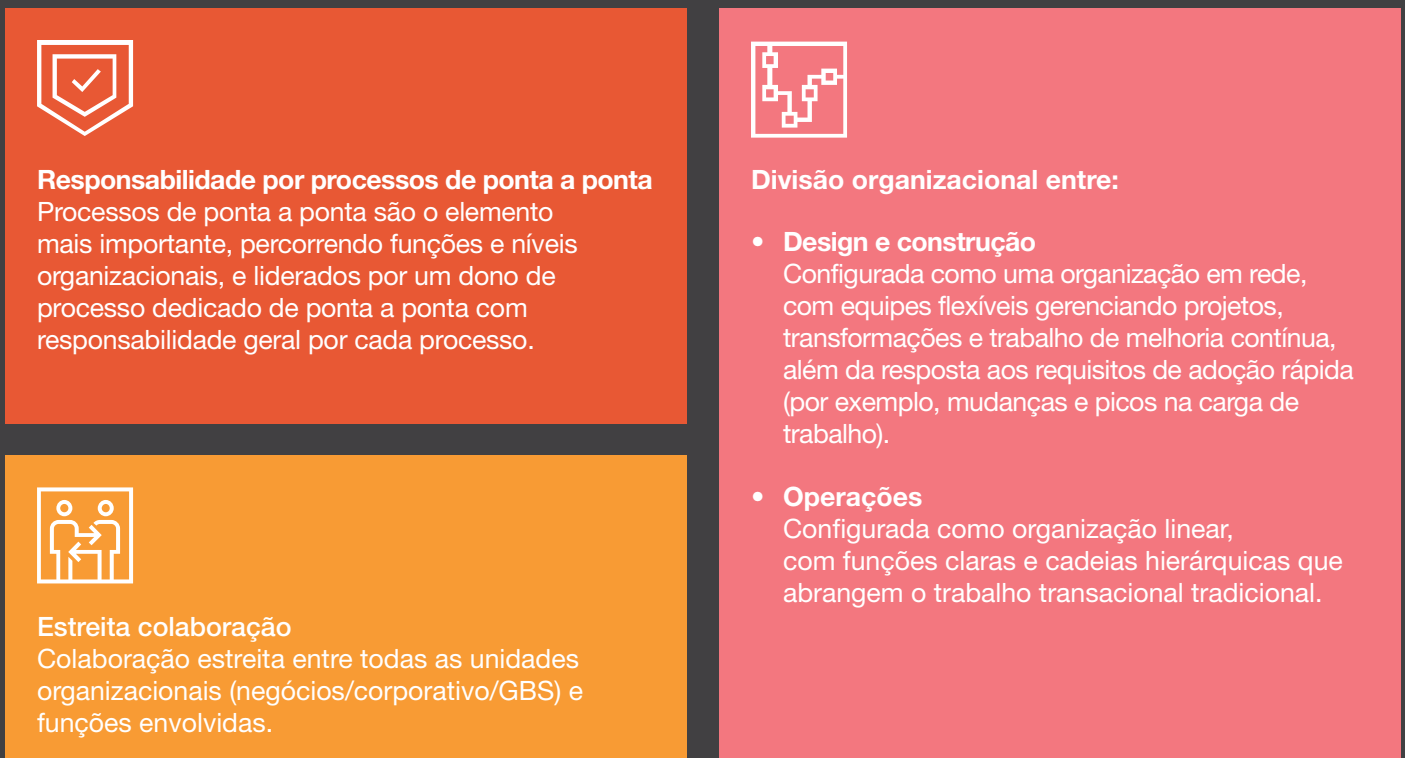 Responsabilidade por processos de ponta a ponta
Processos de ponta a ponta são o elemento
mais importante, percorrendo funções e níveis
organizacionais, e liderados por um dono de
processo dedicado de ponta a ponta com
responsabilidade geral por cada processo.
Estreita colaboração
Colaboração estreita entre todas as unidades
organizacionais (negócios/corporativo/GBS) e
funções envolvidas.
Divisão organizacional entre:
• Design e construção
Configurada como uma organização em rede,
com equipes flexíveis gerenciando projetos,
transformações e trabalho de melhoria contínua,
além da resposta aos requisitos de adoção rápida
(por exemplo, mudanças e picos na carga de
trabalho).
• Operações
Configurada como organização linear,
com funções claras e cadeias hierárquicas que
abrangem o trabalho transacional tradicional.